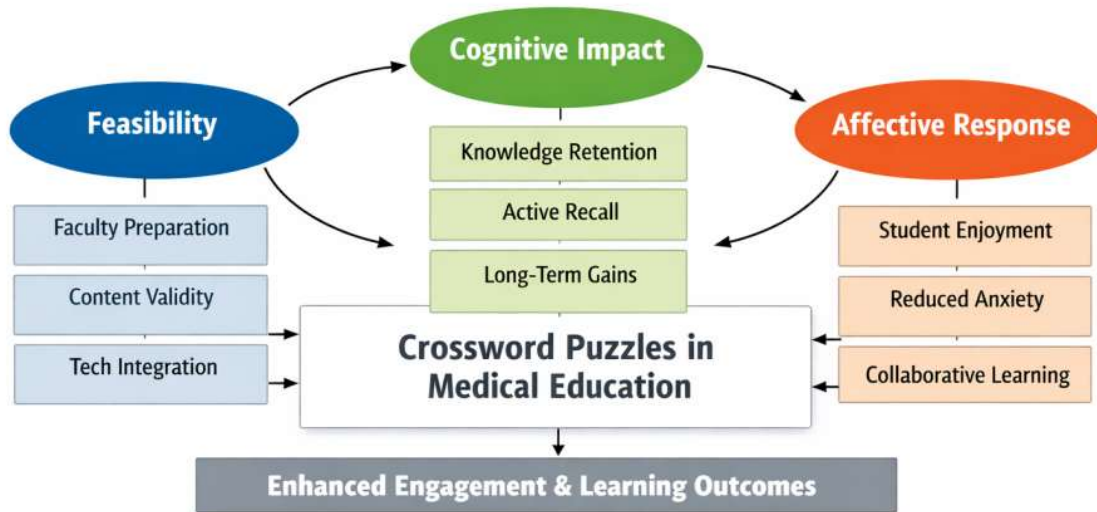 Cognitive Impact
Feasibility
Affective Response
Knowledge Retention
Active Recall
Long-Term Gains
Faculty Preparation
Content Validity
Tech Integration
Student Enjoyment
Reduced Anxiety
Collaborative Learning
Crossword Puzzles in
Medical Education
Enhanced Engagement & Learning Outcomes